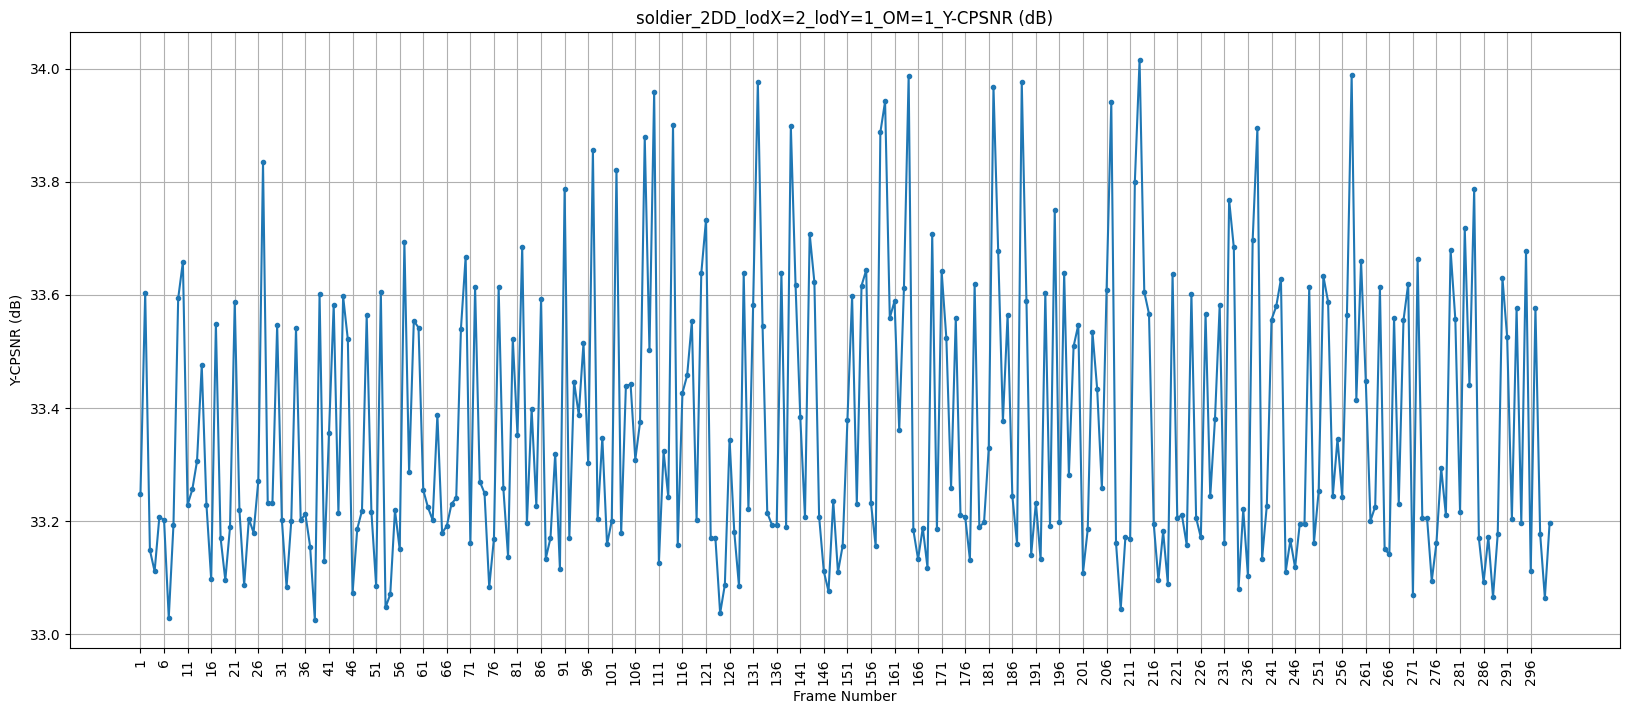 soldier_2DD_lodX=2_lodY=1_OM=1_Y-CPSNR (dB)
Y-CPSNR (dB)
34.0
33.8
33.6
33.4
33.2
33.0
1 6 11 16 21 26 31 36 41 46 51 56 61 66 71 76 81 86 91 96 101 106 111 116 121 126 131 136 141 146 151 156 161 166 171 176 181 186 191 196 201 206 211 216 221 226 231 236 241 246 251 256 261 266 271 276 281 286 291 296
Frame Number